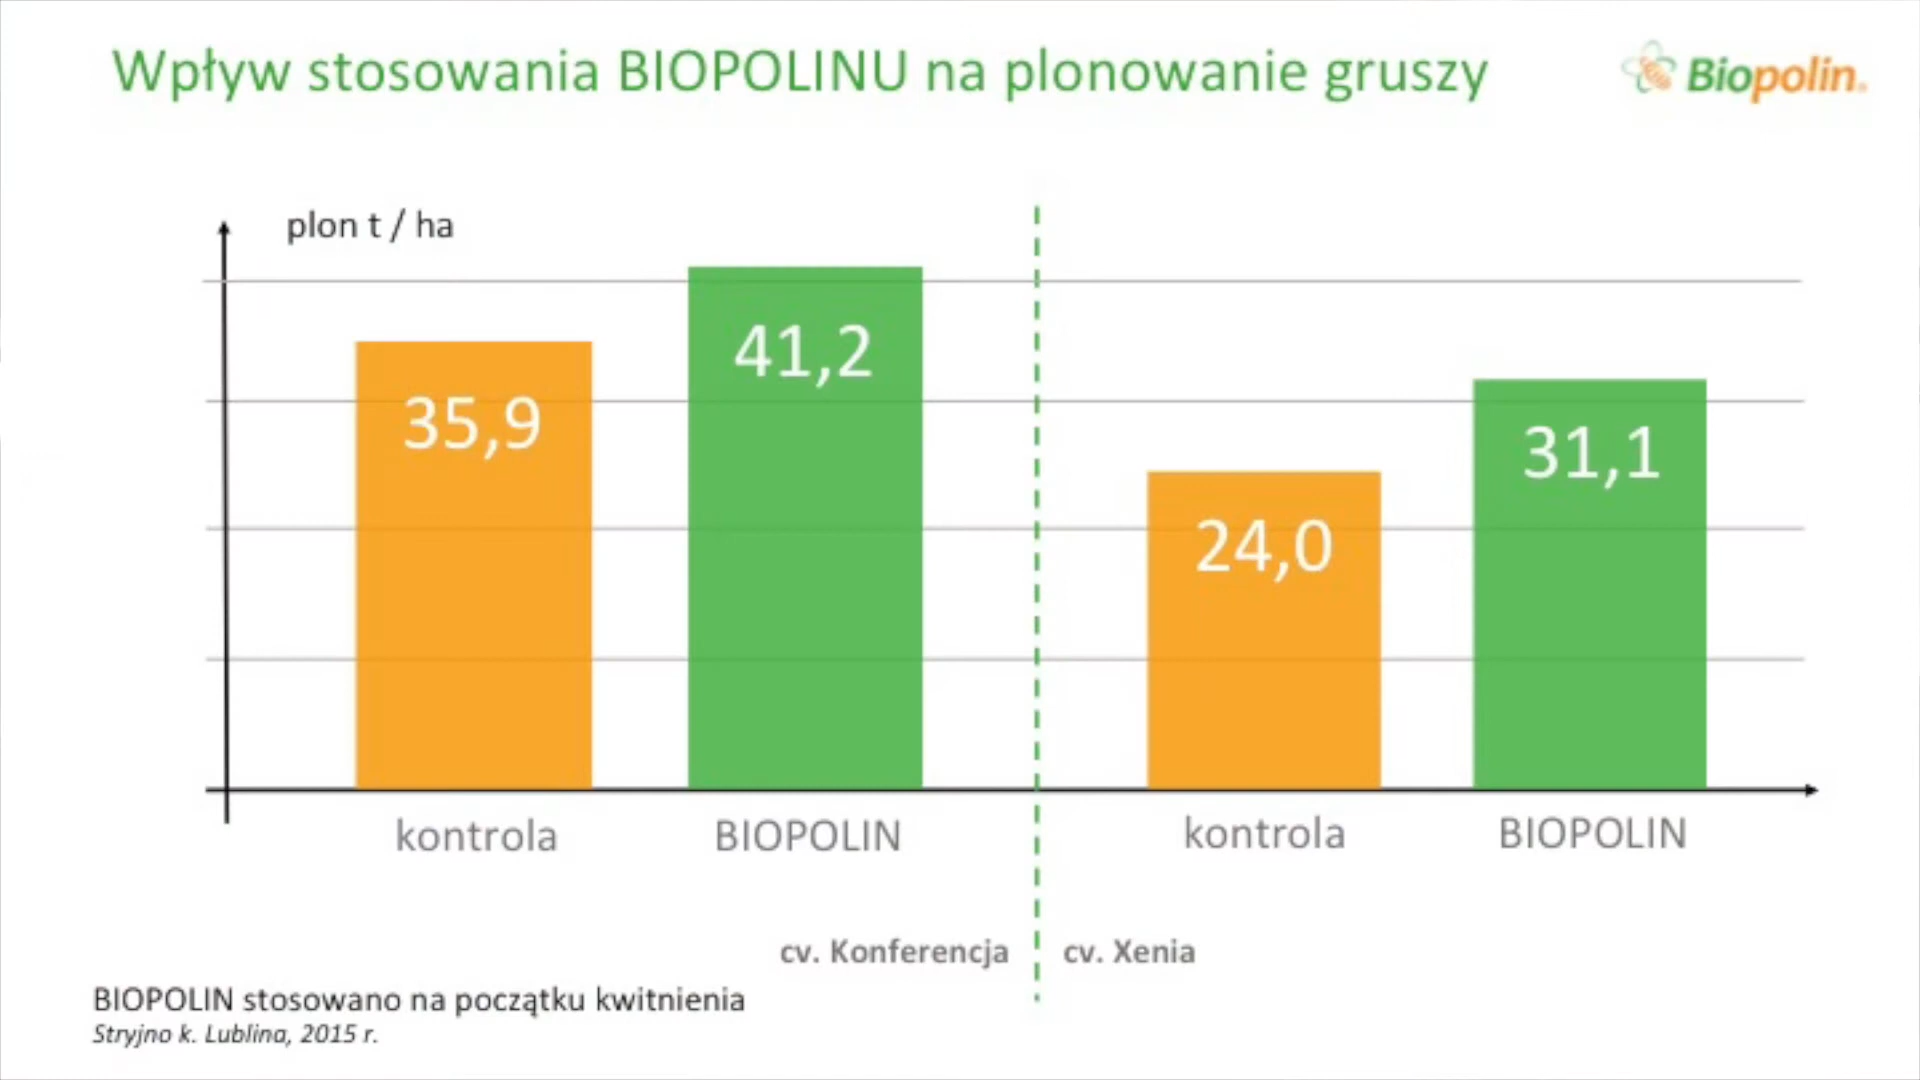 Wpływ stosowania BIOPOLINU na plonowanie gruszy
Biopolin®
plon t / ha
35,9
41,2
24,0
31,1
kontrola
BIOPOLIN
kontrola
BIOPOLIN
cv. Konferencja
cv. Xenia
BIOPOLIN stosowano na początku kwitnienia
Stryjno k. Lublina, 2015 r.